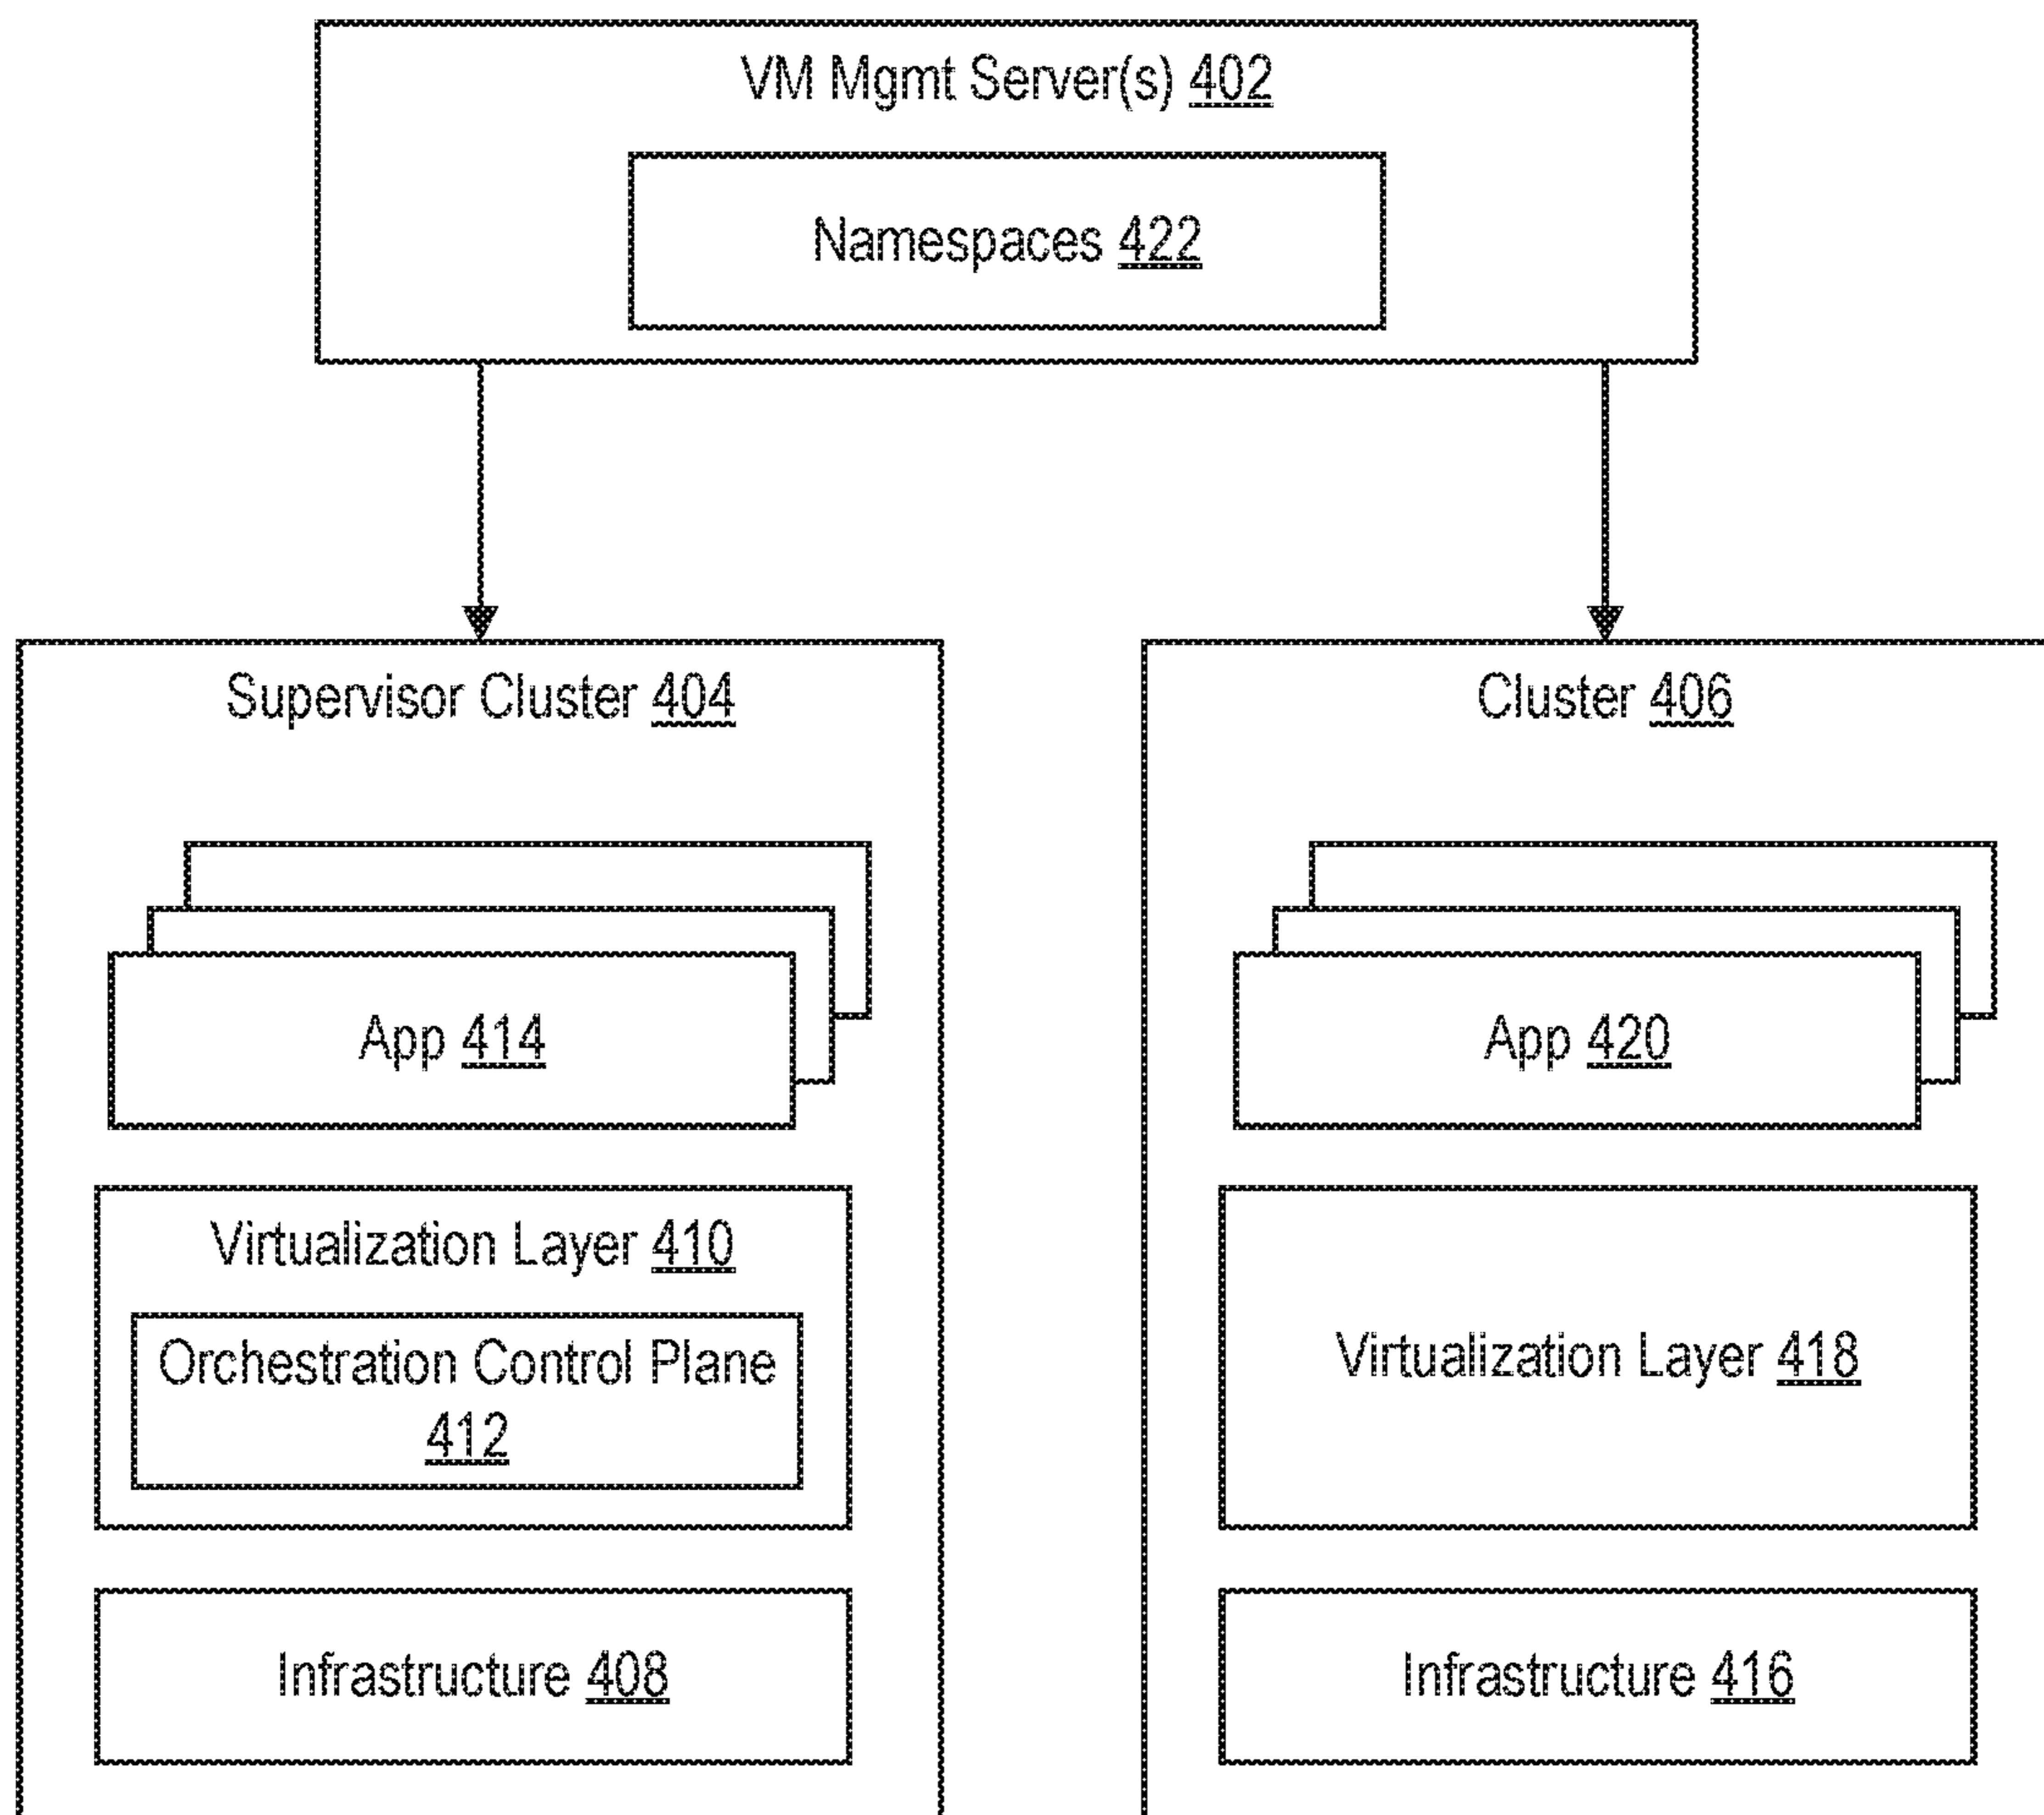 VM Mgmt Server(s) 402
Namespaces 422
Supervisor Cluster 404
App 414
Virtualization Layer 410
Orchestration Control Plane
412
Infrastructure 408
Cluster 406
App 420
Virtualization Layer 418
Infrastructure 416